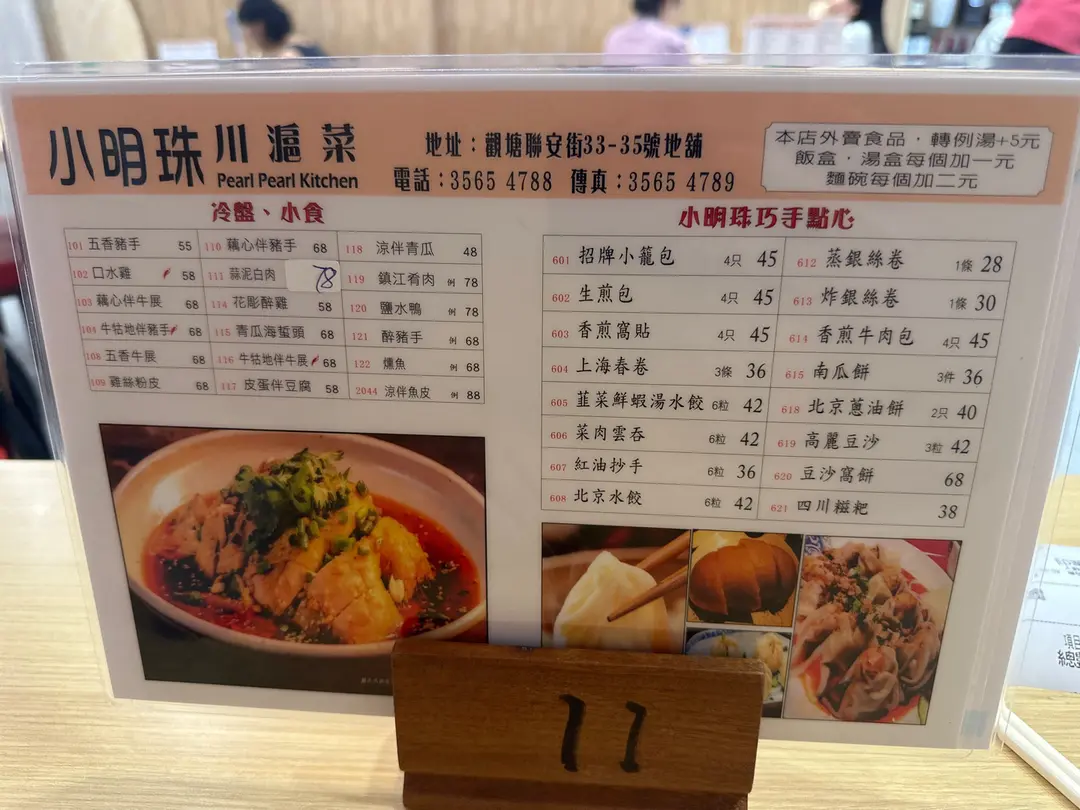 小明珠 川滬菜
Pearl Pearl Kitchen
地址：觀塘聯安街33-35號地舖
電話：3565 4788 傳真：3565 4789
本店外賣食品，轉例湯+5元
飯盒，湯盒每個加一元
麵碗每個加二元
冷盤、小食
101 五香豬手 55 110 藕心伴豬手 68 118 涼伴青瓜 48
102 口水雞 58 111 蒜泥白肉 78 119 鎮江肴肉 例 78
103 藕心伴牛展 68 114 花彫醉雞 58 120 鹽水鴨 例 78
104 牛牯地伴豬手 68 115 青瓜海蜇頭 68 121 醉豬手 例 68
108 五香牛展 68 116 牛牯地伴牛展 68 122 燻魚 例 68
109 雞絲粉皮 68 117 皮蛋伴豆腐 58 2044 涼伴魚皮 例 88
小明珠巧手點心
601 招牌小籠包 4只 45 612 蒸銀絲卷 1條 28
602 生煎包 4只 45 613 炸銀絲卷 1條 30
603 香煎窩貼 4只 45 614 香煎牛肉包 4只 45
604 上海春卷 3條 36 615 南瓜餅 3件 36
605 韮菜鮮蝦湯水餃 6粒 42 618 北京蔥油餅 2只 40
606 菜肉雲吞 6粒 42 619 高麗豆沙 3粒 42
607 紅油抄手 6粒 36 620 豆沙窩餅 68
608 北京水餃 6粒 42 621 四川糍粑 38
11